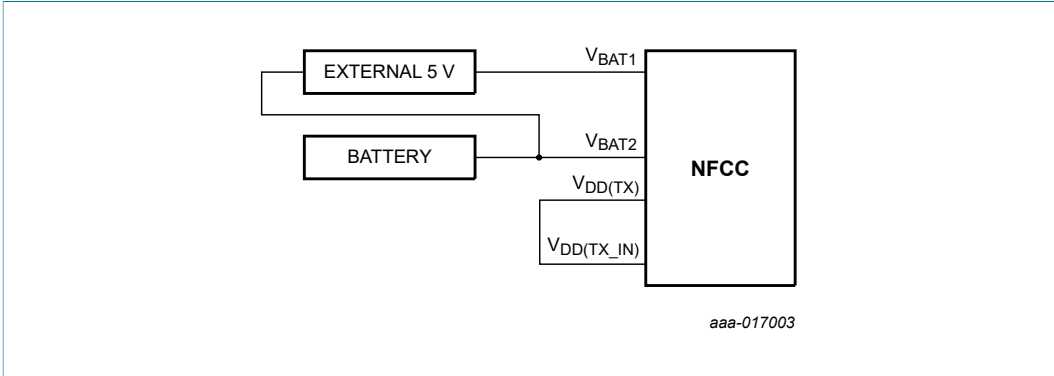 EXTERNAL 5 V
VBAT1
BATTERY
VBAT2
NFCC
VDD(TX)
VDD(TX_IN)
aaa-017003